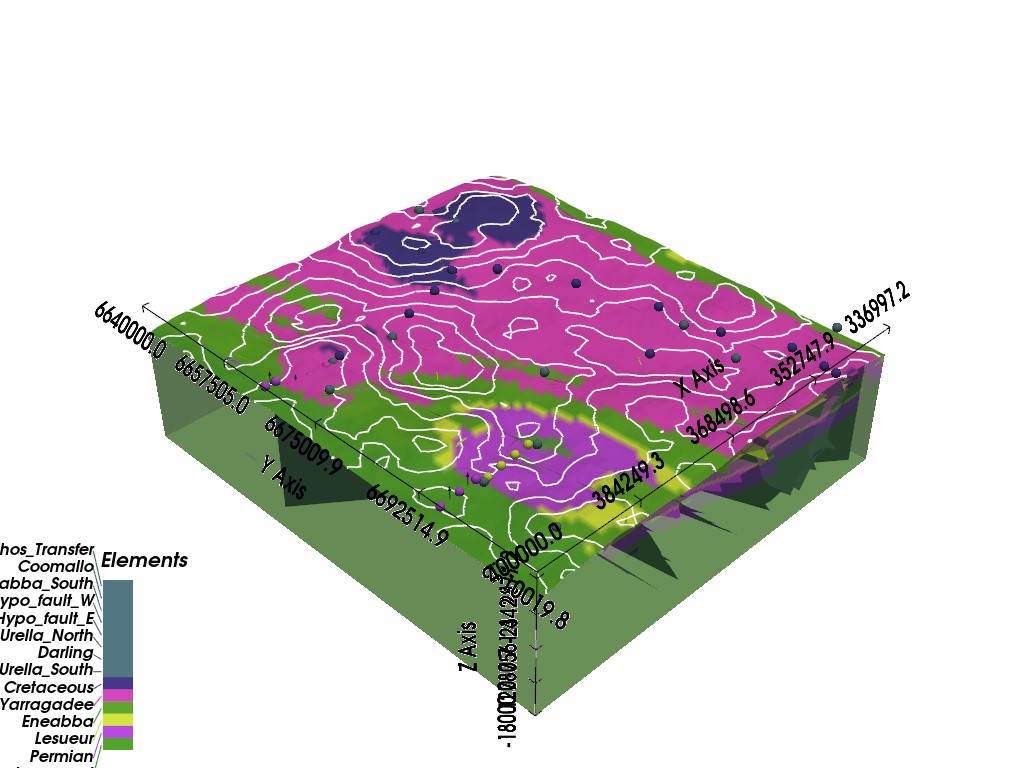 336997.2
352747.9
X Axis
368498.6
384249.3
400000.0
6640000.0
6657505.0
6675009.9
Y Axis
6692514.9
Z Axis
Elements
hos_Transfer
Coomallo
abba_South
ypo_fault_W
Hypo_fault_E
Urella_North
Darling
Urella_South
Cretaceous
Yarragadee
Eneabba
Lesueur
Permian